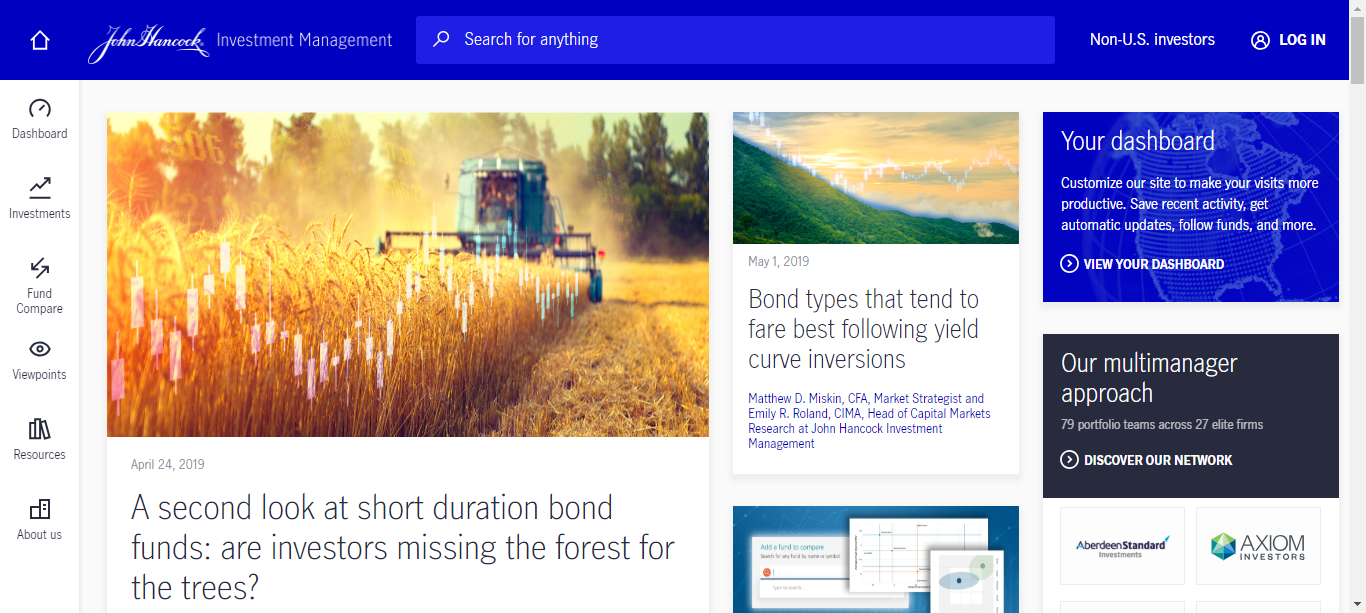 John Hancock Investment Management
Search for anything
Non-U.S. investors
LOG IN
Dashboard
Investments
Fund
Compare
Viewpoints
Resources
About us
April 24, 2019
A second look at short duration bond
funds: are investors missing the forest for
the trees?
May 1, 2019
Bond types that tend to
fare best following yield
curve inversions
Matthew D. Miskin, CFA, Market Strategist and
Emily R. Roland, CIMA, Head of Capital Markets
Research at John Hancock Investment
Management
Add a fund to compare
Search for any fund by name or symbol
Type to search...
Your dashboard
Customize our site to make your visits more
productive. Save recent activity, get
automatic updates, follow funds, and more.
VIEW YOUR DASHBOARD
Our multimanager
approach
79 portfolio teams across 27 elite firms
DISCOVER OUR NETWORK
AberdeenStandard
Investments
AXIOM
INVESTORS